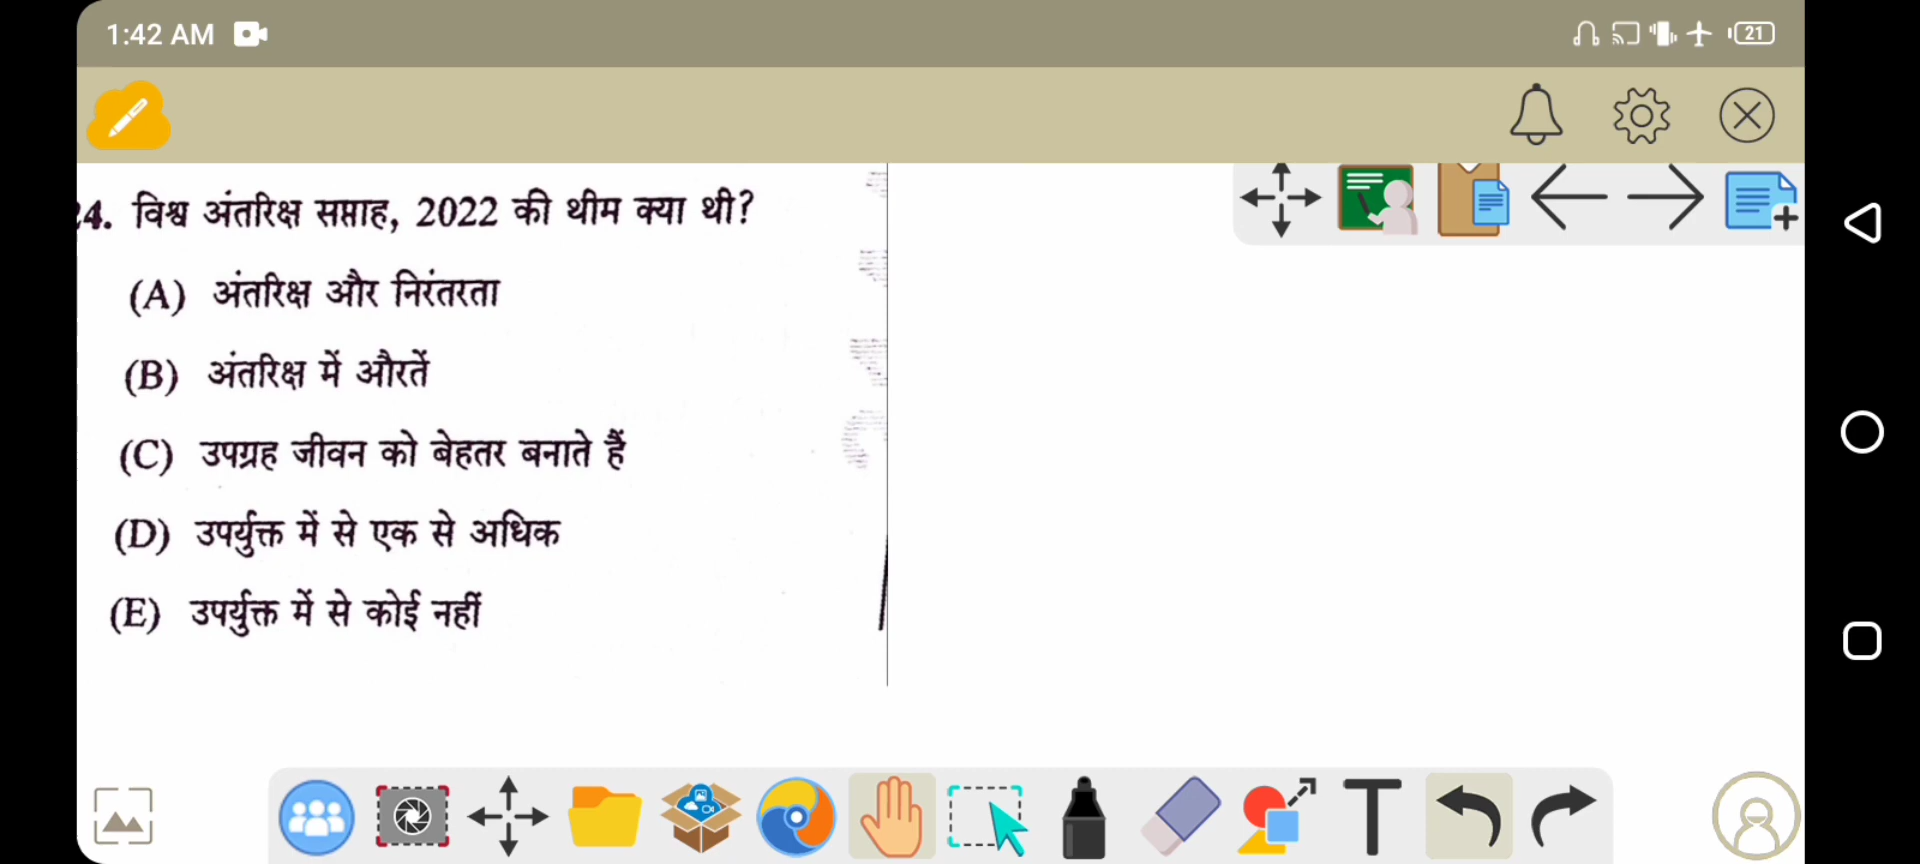 1:42 AM
21
24. विश्व अंतरिक्ष सप्ताह, 2022 की थीम क्या थी?
(A) अंतरिक्ष और निरंतरता
(B) अंतरिक्ष में औरतें
(C) उपग्रह जीवन को बेहतर बनाते हैं
(D) उपर्युक्त में से एक से अधिक
(E) उपर्युक्त में से कोई नहीं
T